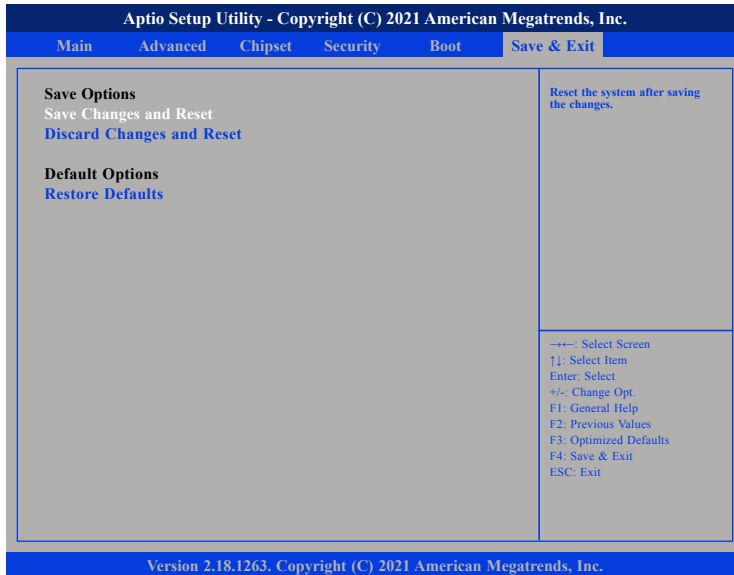 Aptio Setup Utility - Copyright (C) 2021 American Megatrends, Inc.
Main Advanced Chipset Security Boot Save & Exit
Save Options
Save Changes and Reset
Discard Changes and Reset
Default Options
Restore Defaults
Reset the system after saving
the changes.
→←: Select Screen
↑↓: Select Item
Enter: Select
+/-: Change Opt.
F1: General Help
F2: Previous Values
F3: Optimized Defaults
F4: Save & Exit
ESC: Exit
Version 2.18.1263. Copyright (C) 2021 American Megatrends, Inc.